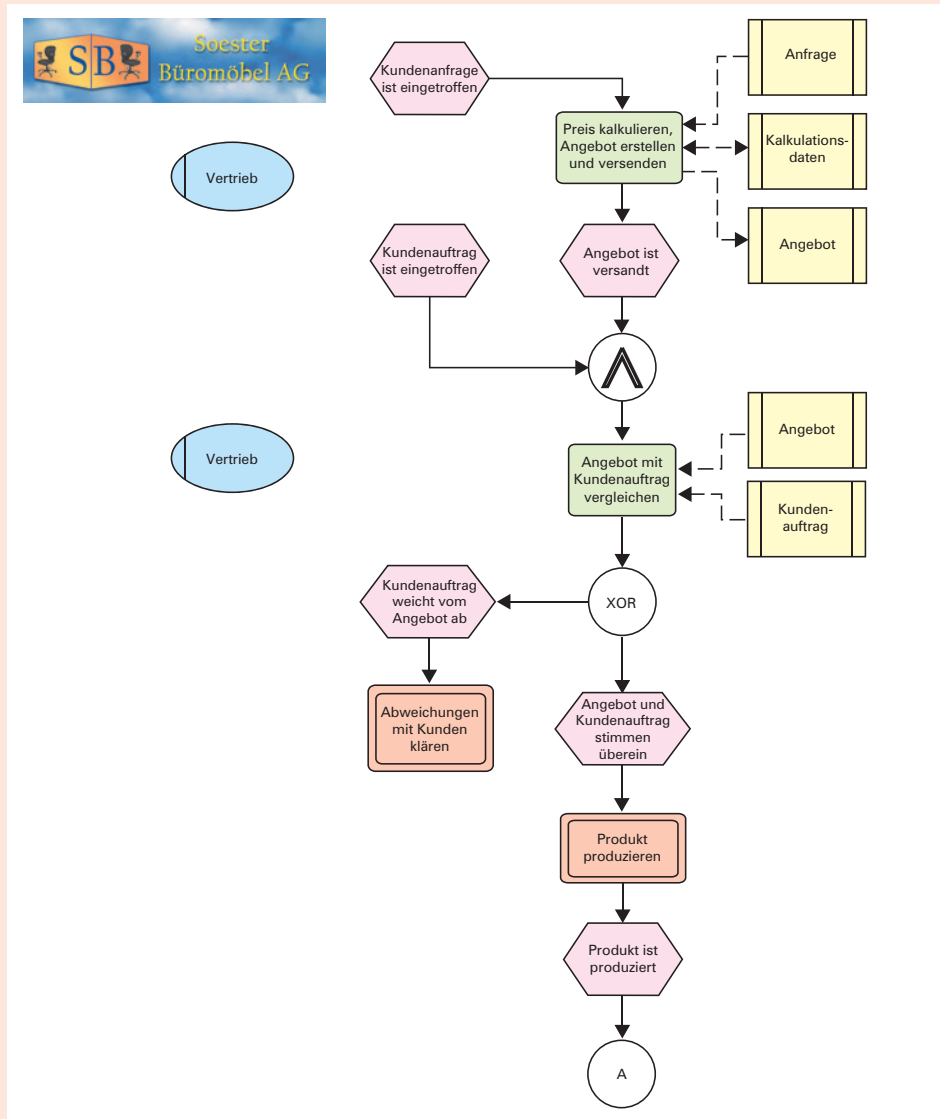 SB
Soester
Büromöbel AG
Kundenanfrage
ist eingetroffen
Anfrage
Preis kalkulieren,
Angebot erstellen
und versenden
Kalkulations-
daten
Vertrieb
Angebot
Kundenauftrag
ist eingetroffen
Angebot ist
versandt
Angebot
Vertrieb
Angebot mit
Kundenauftrag
vergleichen
Kunden-
auftrag
Kundenauftrag
weicht vom
Angebot ab
XOR
Abweichungen
mit Kunden
klären
Angebot und
Kundenauftrag
stimmen
überein
Produkt
produzieren
Produkt ist
produziert
A